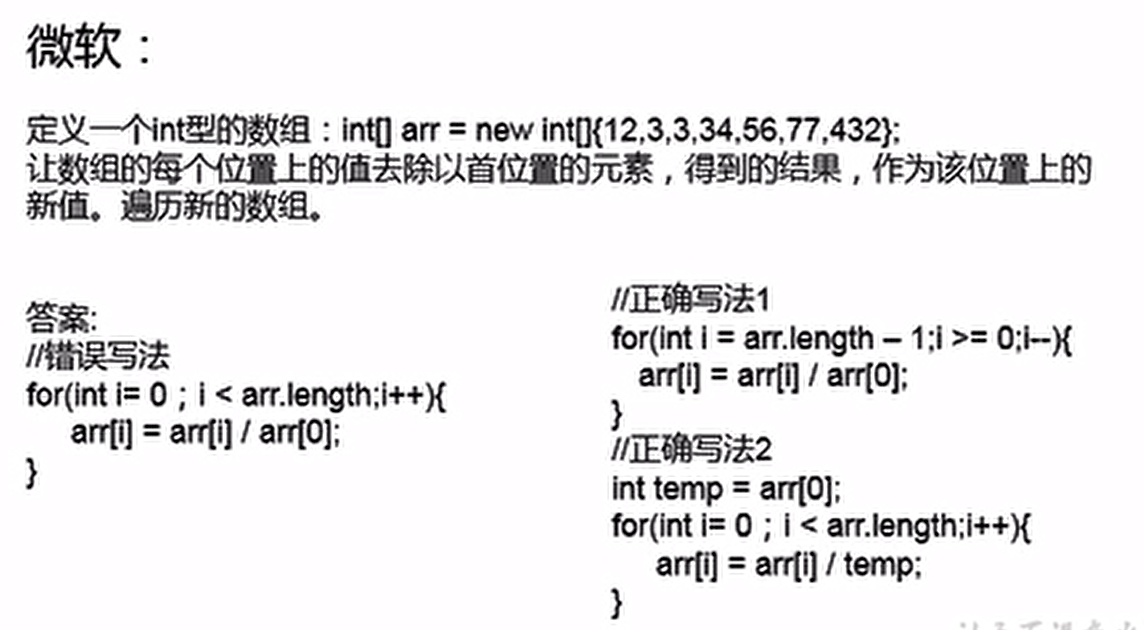 微软：
定义一个int型的数组：int[] arr = new int[]{12,3,3,34,56,77,432};
让数组的每个位置上的值去除以首位置的元素，得到的结果，作为该位置上的
新值。遍历新的数组。
答案:
//错误写法
for(int i= 0；i < arr.length;i++){
arr[i] = arr[i] / arr[0];
}
//正确写法1
for(int i = arr.length – 1;i >= 0;i--){
arr[i] = arr[i] / arr[0];
}
//正确写法2
int temp = arr[0];
for(int i= 0；i < arr.length;i++){
arr[i] = arr[i] / temp;
}